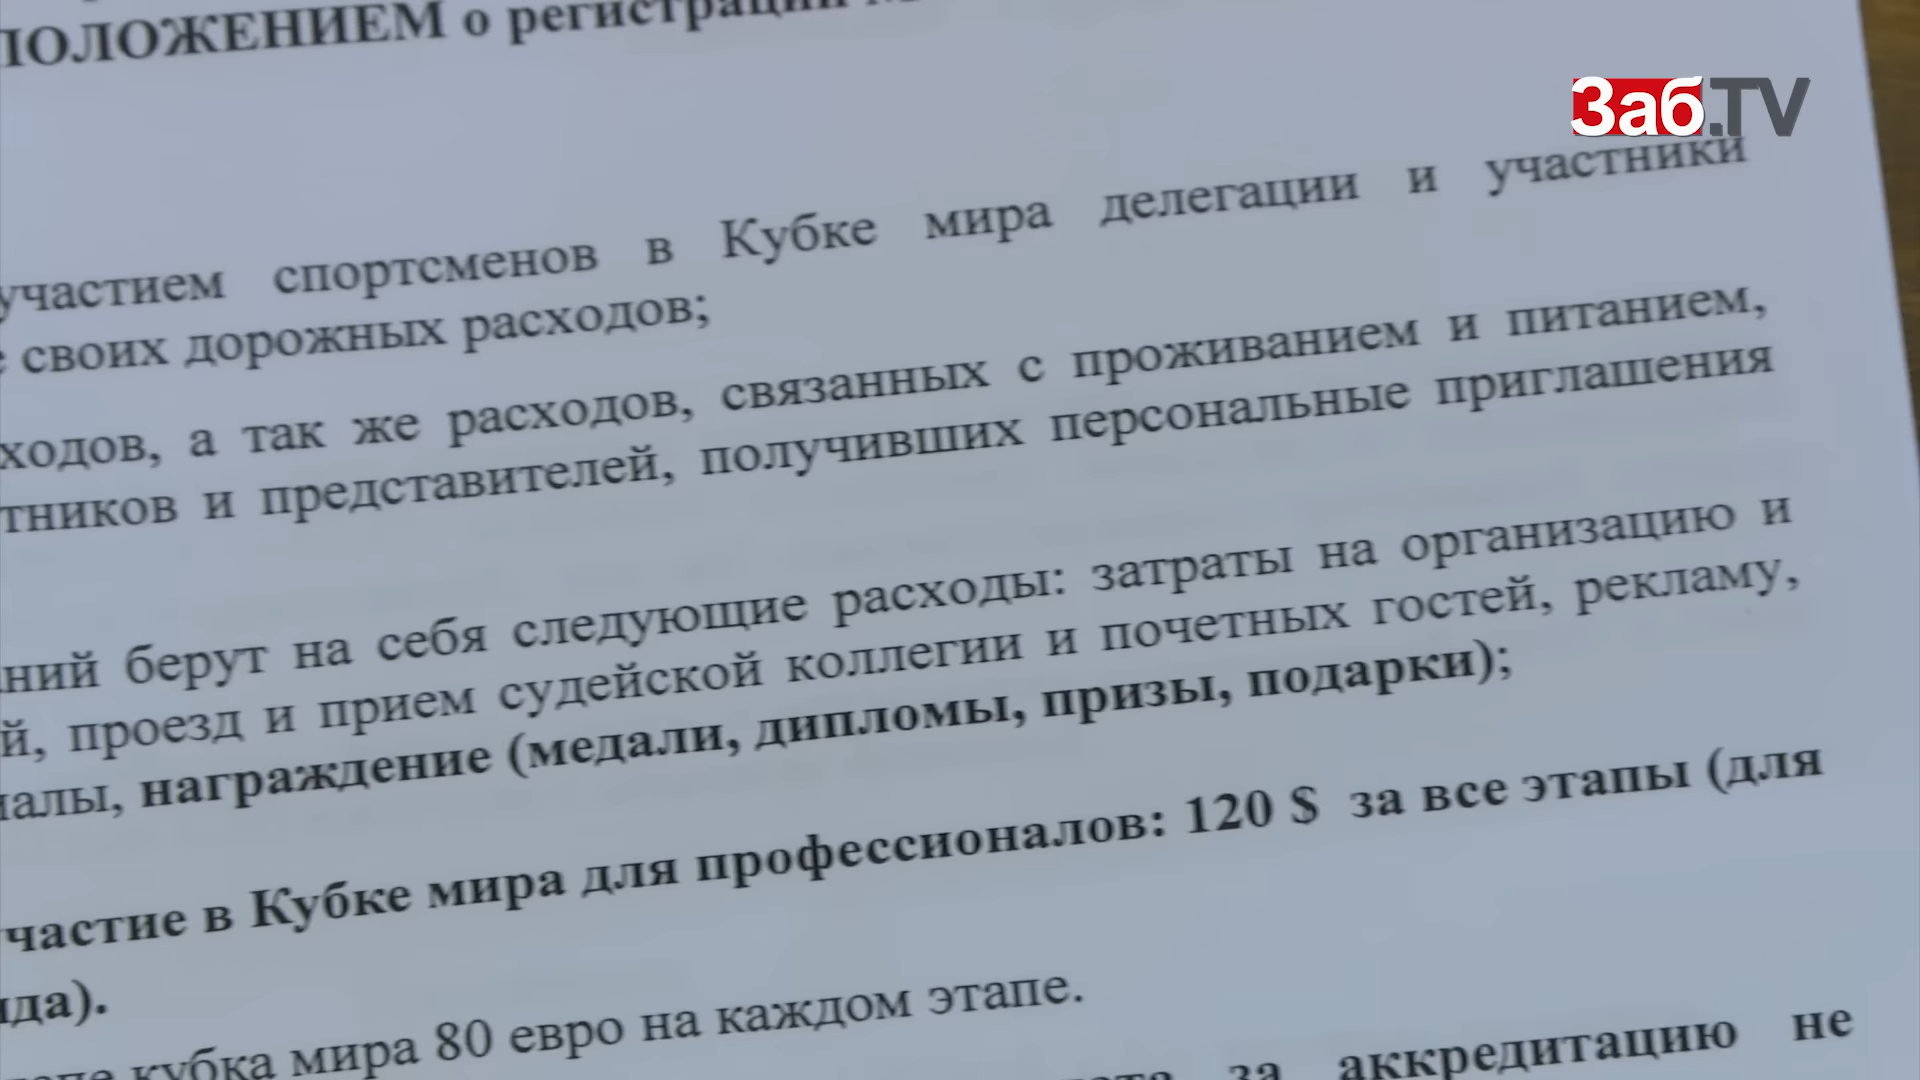 ПОЛОЖЕНИЕМ о регистрации
Заб.TV
участием спортсменов в Кубке мира делегации и участники
своих дорожных расходов;
ходов, а так же расходов, связанных с проживанием и питанием,
тников и представителей, получивших персональные приглашения
ний берут на себя следующие расходы: затраты на организацию и
й, проезд и прием судейской коллегии и почетных гостей, рекламу,
алы, награждение (медали, дипломы, призы, подарки);
частие в Кубке мира для профессионалов: 120 $ за все этапы (для
да).
кубка мира 80 евро на каждом этапе.
за аккредитацию не